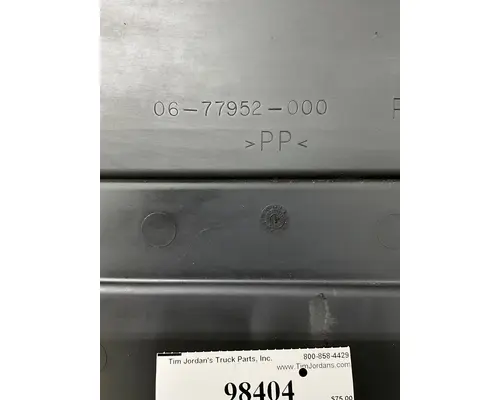 06-77952-000
>PP<
Tim Jordan's Truck Parts, Inc. 800-858-4429
www.TimJordans.com
98404
$75.00